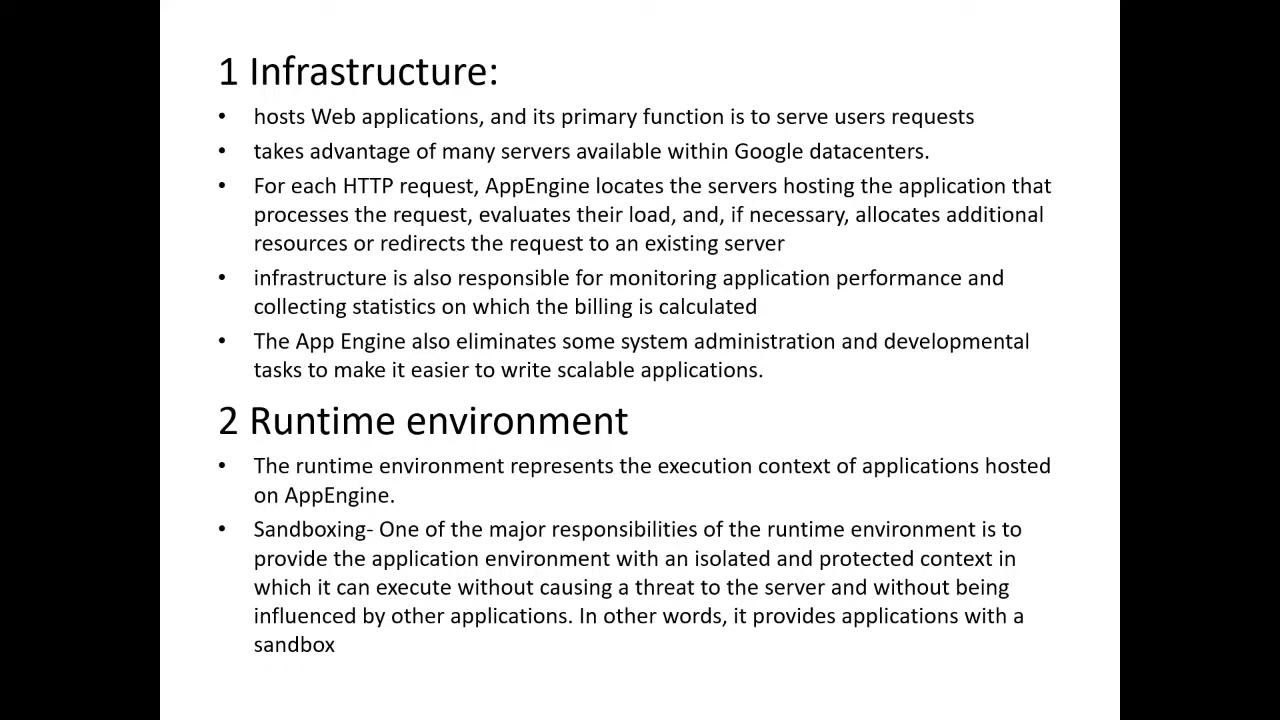 1 Infrastructure:
• hosts Web applications, and its primary function is to serve users requests
• takes advantage of many servers available within Google datacenters.
• For each HTTP request, AppEngine locates the servers hosting the application that
processes the request, evaluates their load, and, if necessary, allocates additional
resources or redirects the request to an existing server
• infrastructure is also responsible for monitoring application performance and
collecting statistics on which the billing is calculated
• The App Engine also eliminates some system administration and developmental
tasks to make it easier to write scalable applications.
2 Runtime environment
• The runtime environment represents the execution context of applications hosted
on AppEngine.
• Sandboxing- One of the major responsibilities of the runtime environment is to
provide the application environment with an isolated and protected context in
which it can execute without causing a threat to the server and without being
influenced by other applications. In other words, it provides applications with a
sandbox